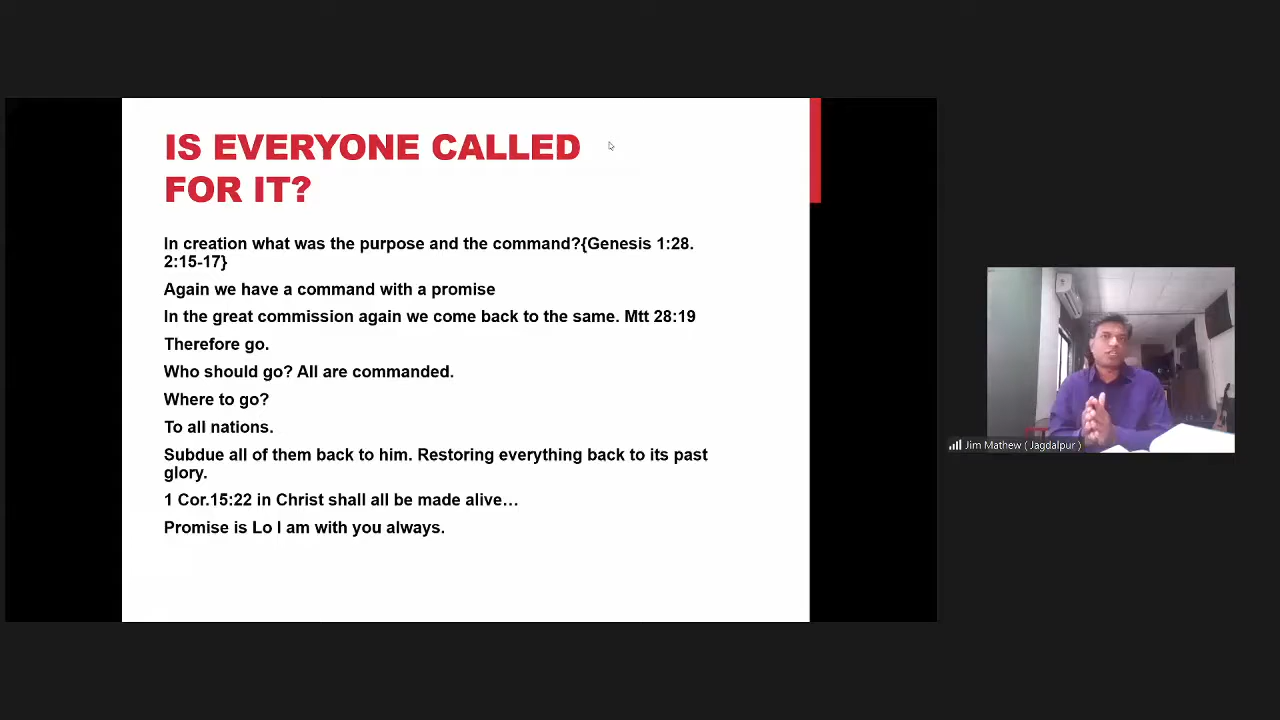 IS EVERYONE CALLED
FOR IT?
In creation what was the purpose and the command?{Genesis 1:28.
2:15-17}
Again we have a command with a promise
In the great commission again we come back to the same. Mtt 28:19
Therefore go.
Who should go? All are commanded.
Where to go?
To all nations.
Subdue all of them back to him. Restoring everything back to its past
glory.
1 Cor.15:22 in Christ shall all be made alive…
Promise is Lo I am with you always.
Jim Mathew ( Jagdalpur )